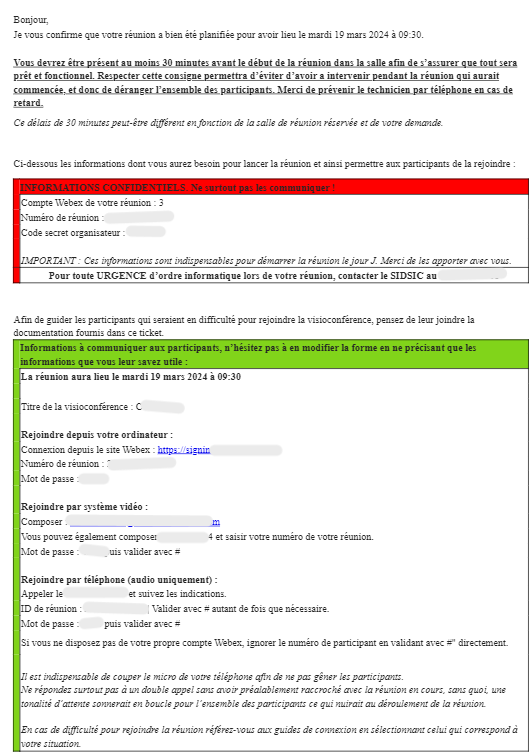 Bonjour,
Je vous confirme que votre réunion a bien été planifiée pour avoir lieu le mardi 19 mars 2024 à 09:30.
Vous devrez être présent au moins 30 minutes avant le début de la réunion dans la salle afin de s’assurer que tout sera
prêt et fonctionnel. Respecter cette consigne permettra d’éviter d’avoir a intervenir pendant la réunion qui aurait
commencée, et donc de déranger l’ensemble des participants. Merci de prévenir le technicien par téléphone en cas de
retard.
Ce délais de 30 minutes peut-être différent en fonction de la salle de réunion réservée et de votre demande.
Ci-dessous les informations dont vous aurez besoin pour lancer la réunion et ainsi permettre aux participants de la rejoindre :
INFORMATIONS CONFIDENTIELS. Ne surtout pas les communiquer !
Compte Webex de votre réunion : 3
Numéro de réunion :
Code secret organisateur :
IMPORTANT : Ces informations sont indispensables pour démarrer la réunion le jour J. Merci de les apporter avec vous.
Pour toute URGENCE d’ordre informatique lors de votre réunion, contacter le SIDSIC au
Afin de guider les participants qui seraient en difficulté pour rejoindre la visioconférence, pensez de leur joindre la
documentation fournis dans ce ticket.
Informations à communiquer aux participants, n’hésitez pas à en modifier la forme en ne précisant que les
informations que vous leur savez utile :
La réunion aura lieu le mardi 19 mars 2024 à 09:30
Titre de la visioconférence : C
Rejoindre depuis votre ordinateur :
Connexion depuis le site Webex : https://signin
Numéro de réunion :
Mot de passe :
Rejoindre par système vidéo :
Composer : m
Vous pouvez également composer 4 et saisir votre numéro de votre réunion.
Mot de passe : uis valider avec #
Rejoindre par téléphone (audio uniquement) :
Appeler le et suivez les indications.
ID de réunion : Valider avec # autant de fois que nécessaire.
Mot de passe : puis valider avec #
Si vous ne disposez pas de votre propre compte Webex, ignorer le numéro de participant en validant avec #" directement.
Il est indispensable de couper le micro de votre téléphone afin de ne pas gêner les participants.
Ne répondes surtout pas à un double appel sans avoir préalablement raccroché avec la réunion en cours, sans quoi, une
tonalité d’attente sonnerait en boucle pour l’ensemble des participants ce qui nuirait au déroulement de la réunion.
En cas de difficulté pour rejoindre la réunion référez-vous aux guides de connexion en sélectionnant celui qui correspond à
votre situation.